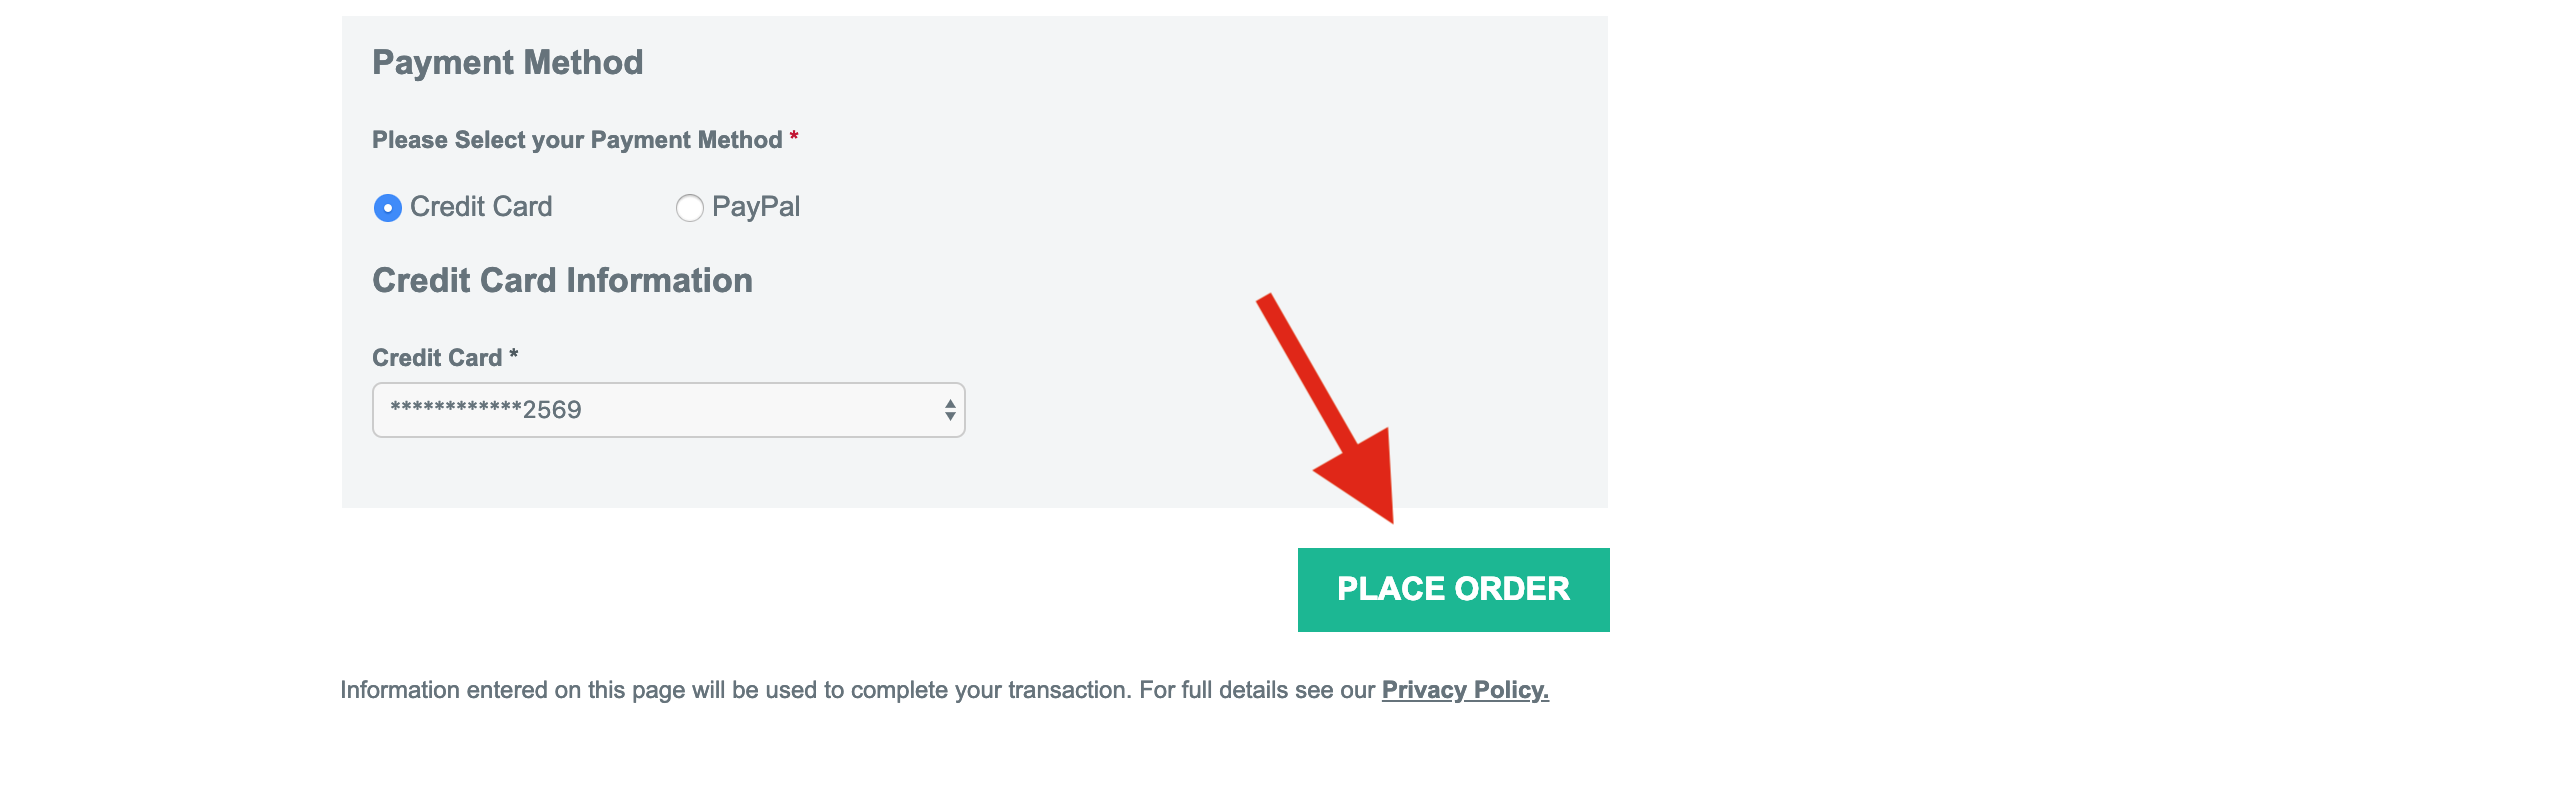 Payment Method
Please Select your Payment Method *
Credit Card PayPal
Credit Card Information
Credit Card *
************2569
PLACE ORDER
Information entered on this page will be used to complete your transaction. For full details see our Privacy Policy.